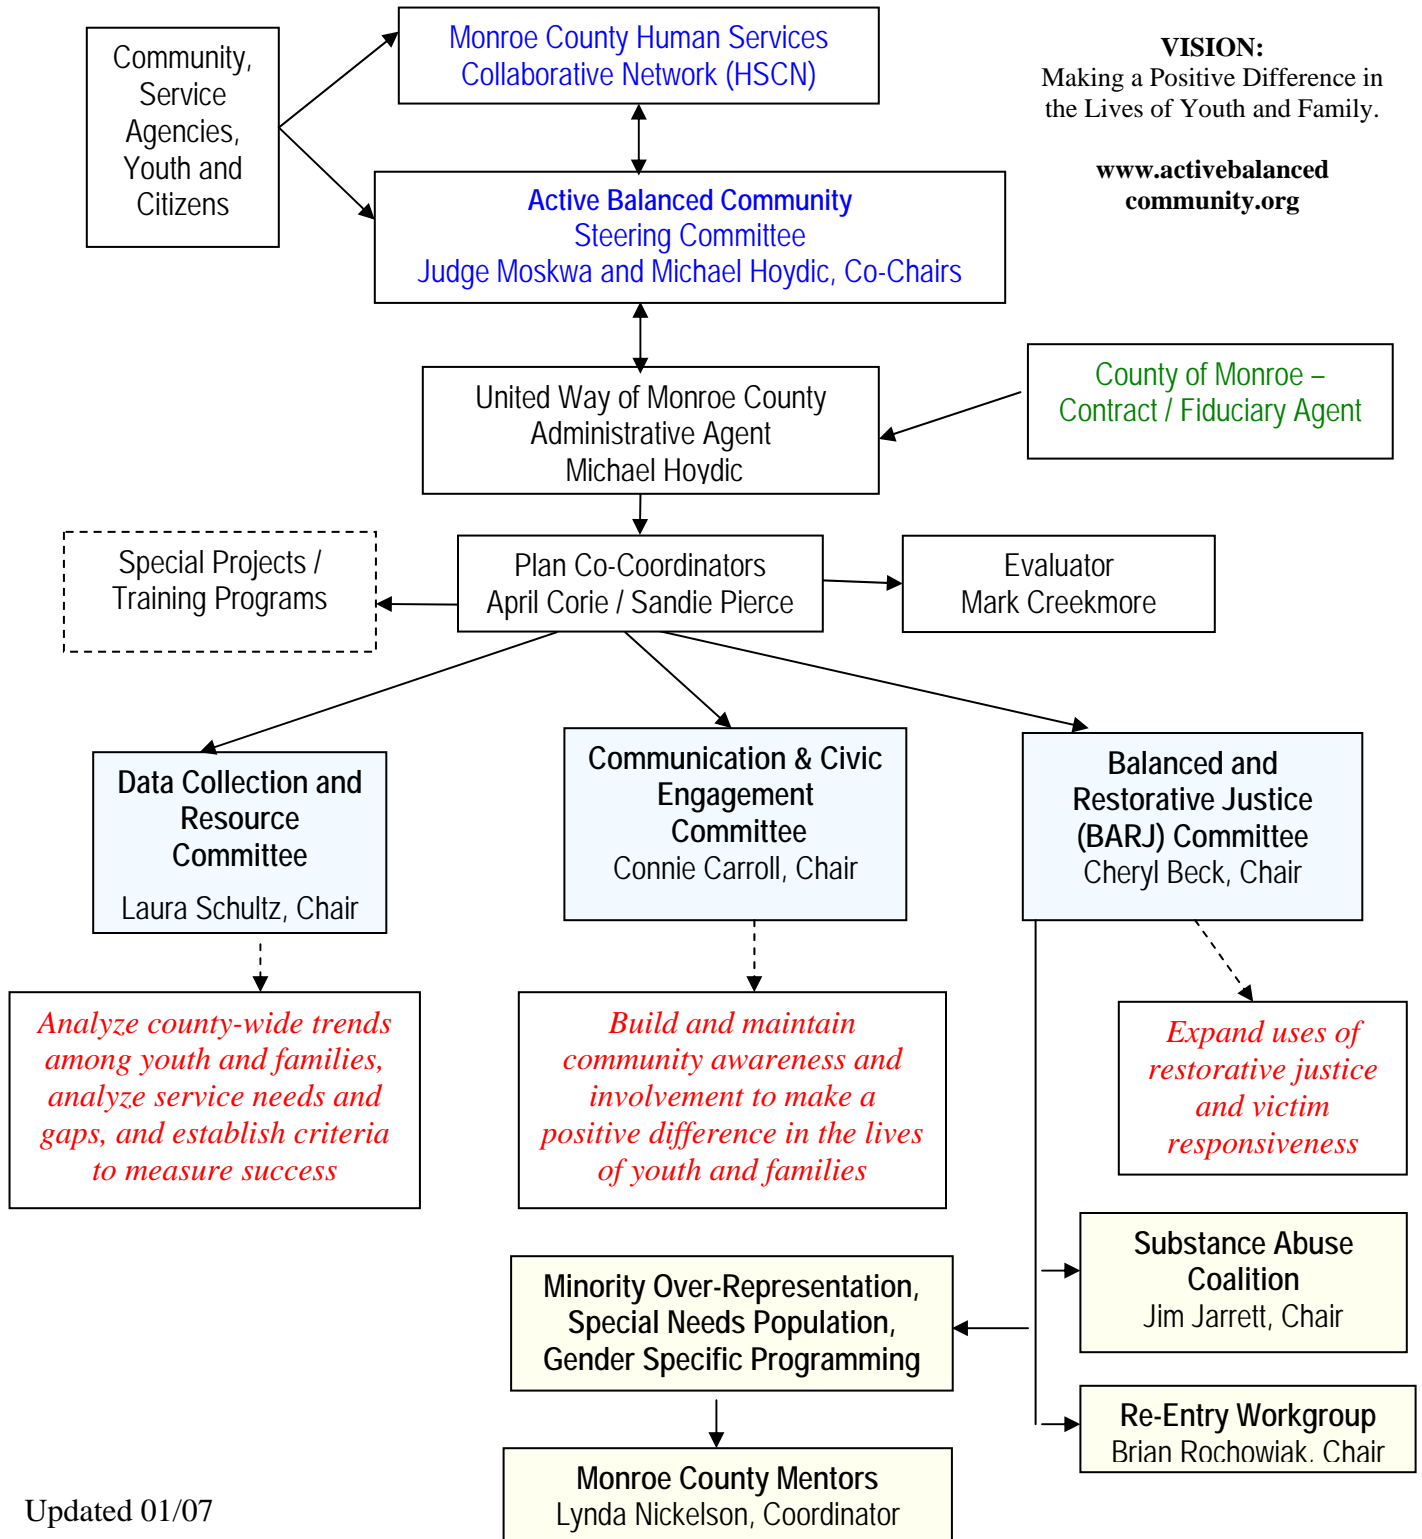 Community,
Service
Agencies,
Youth and
Citizens
Monroe County Human Services
Collaborative Network (HSCN)
VISION:
Making a Positive Difference in
the Lives of Youth and Family.
www.activebalanced
community.org
Active Balanced Community
Steering Committee
Judge Moskwa and Michael Hoydic, Co-Chairs
United Way of Monroe County
Administrative Agent
Michael Hoydic
County of Monroe –
Contract / Fiduciary Agent
Special Projects /
Training Programs
Plan Co-Coordinators
April Corie / Sandie Pierce
Evaluator
Mark Creekmore
Data Collection and
Resource
Committee
Laura Schultz, Chair
Communication & Civic
Engagement
Committee
Connie Carroll, Chair
Balanced and
Restorative Justice
(BARJ) Committee
Cheryl Beck, Chair
Analyze county-wide trends
among youth and families,
analyze service needs and
gaps, and establish criteria
to measure success
Build and maintain
community awareness and
involvement to make a
positive difference in the lives
of youth and families
Expand uses of
restorative justice
and victim
responsiveness
Substance Abuse
Coalition
Jim Jarrett, Chair
Minority Over-Representation,
Special Needs Population,
Gender Specific Programming
Re-Entry Workgroup
Brian Rochowiak, Chair
Monroe County Mentors
Lynda Nickelson, Coordinator
Updated 01/07